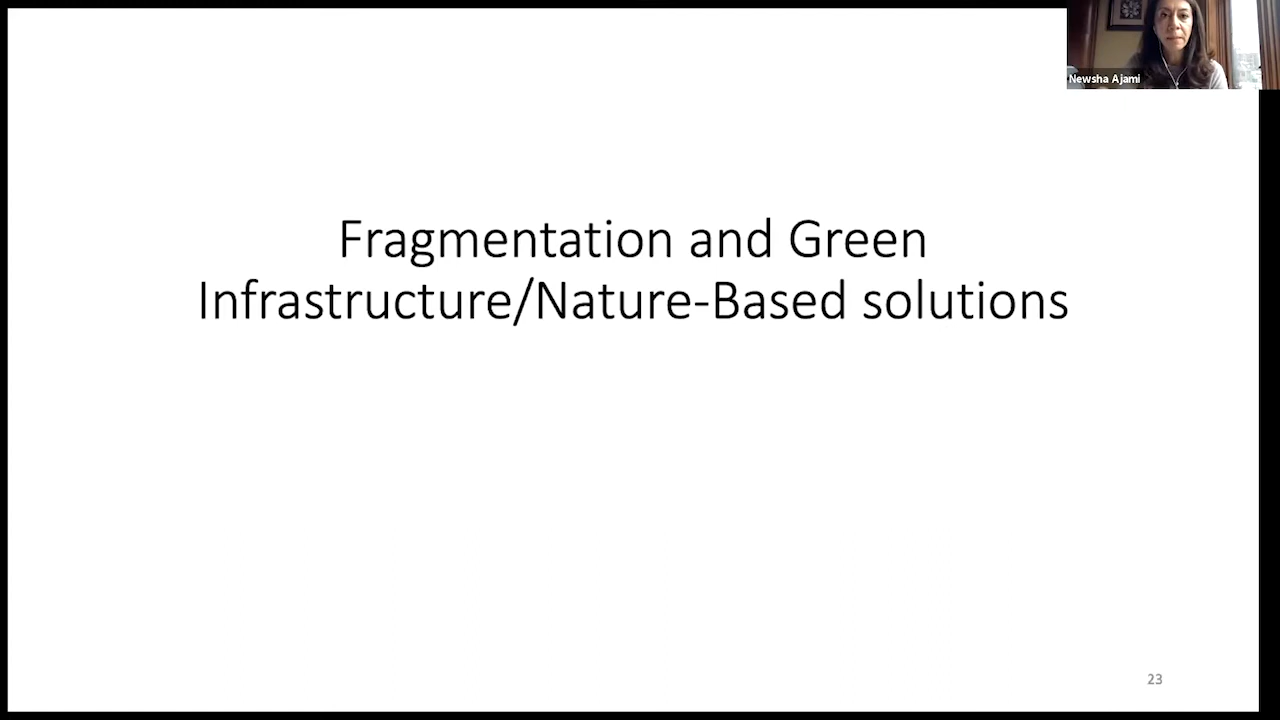 Newsha Ajami
Fragmentation and Green
Infrastructure/Nature-Based solutions
23